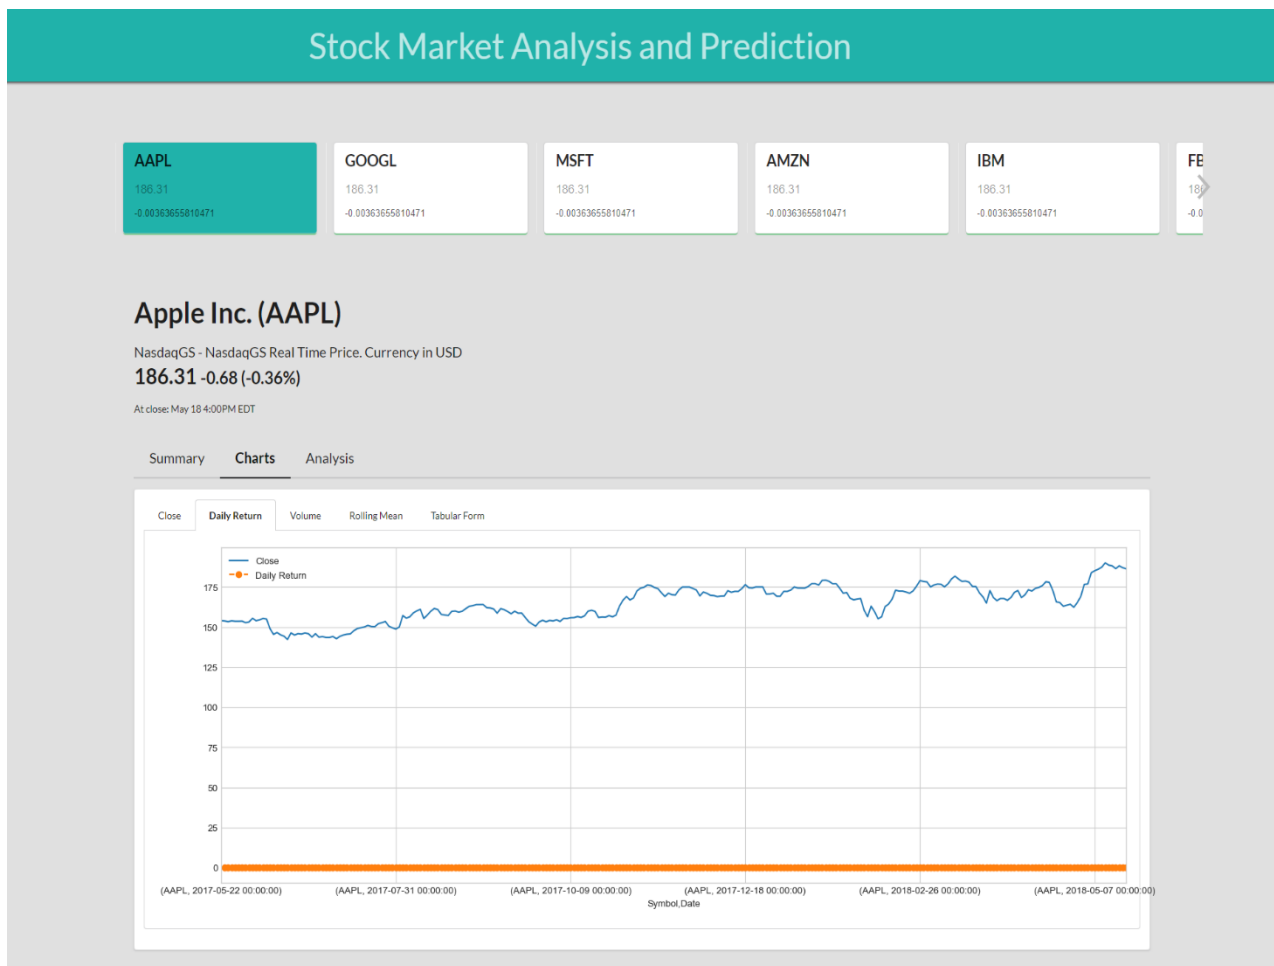 Stock Market Analysis and Prediction
AAPL
186.31
-0.00363655810471
GOOGL
186.31
-0.00363655810471
MSFT
186.31
-0.00363655810471
AMZN
186.31
-0.00363655810471
IBM
186.31
-0.00363655810471
FB
18
-0.0
Apple Inc. (AAPL)
NasdaqGS - NasdaqGS Real Time Price. Currency in USD
186.31 -0.68 (-0.36%)
At close: May 18 4:00PM EDT
Summary Charts Analysis
Close Daily Return Volume Rolling Mean Tabular Form
Close
Daily Return
175
150
125
100
75
50
25
0
(AAPL, 2017-05-22 00:00:00) (AAPL, 2017-07-31 00:00:00) (AAPL, 2017-10-09 00:00:00) (AAPL, 2017-12-18 00:00:00) (AAPL, 2018-02-26 00:00:00) (AAPL, 2018-05-07 00:00:00)
Symbol,Date